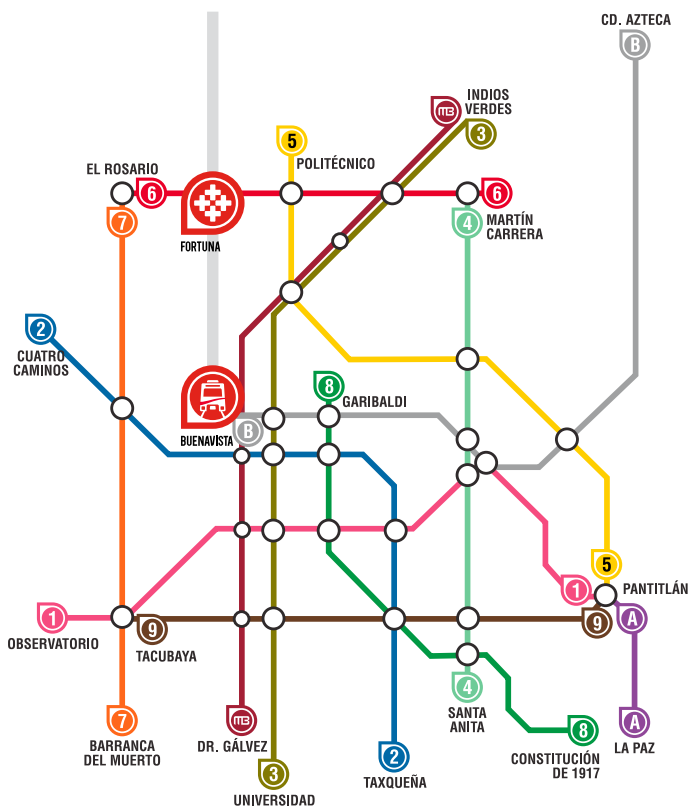 CD. AZTECA
B
INDIOS
VERDES
MB
3
5
POLITÉCNICO
EL ROSARIO
6
6
7
FORTUNA
4
MARTÍN
CARRERA
2
CUATRO
CAMINOS
8
GARIBALDI
BUENAVISTA
B
5
1
PANTITLÁN
1
OBSERVATORIO
9
TACUBAYA
9
A
4
SANTA
ANITA
7
BARRANCA
DEL MUERTO
MB
DR. GÁLVEZ
3
UNIVERSIDAD
2
TAXQUEÑA
8
CONSTITUCIÓN
DE 1917
A
LA PAZ